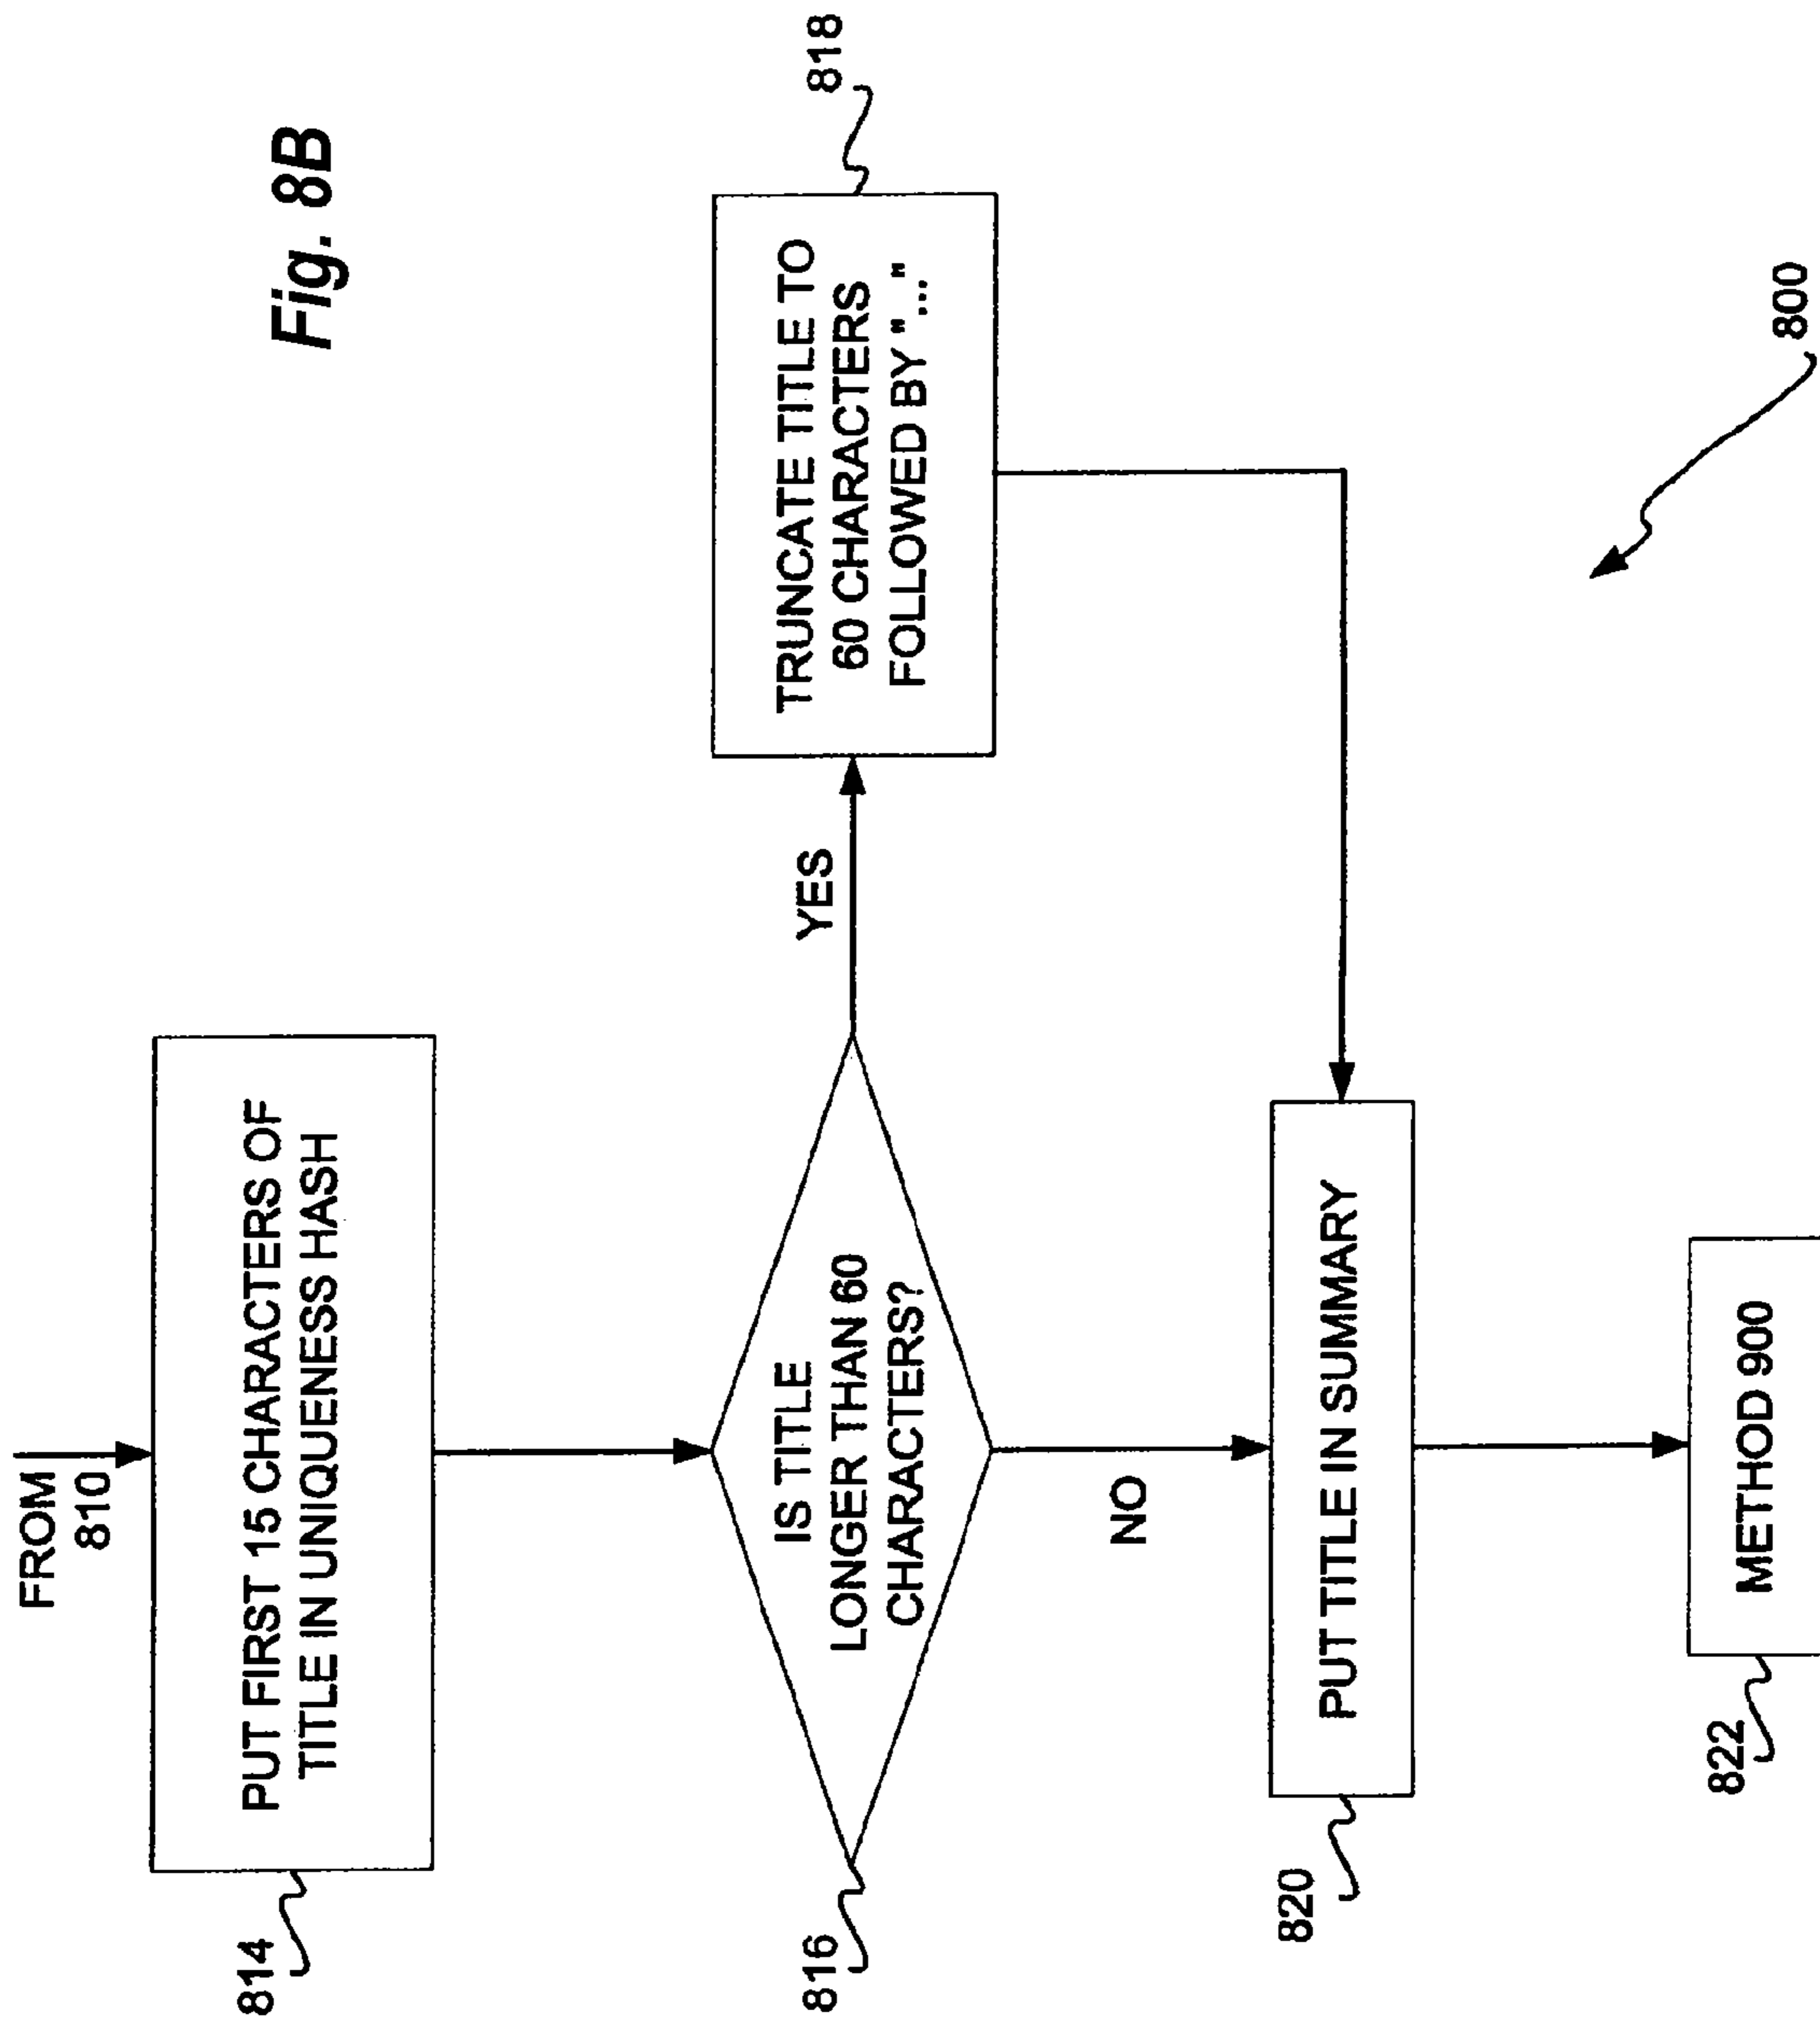 Fig. 8B
FROM
810
814
PUT FIRST 15 CHARACTERS OF
TITLE IN UNIQUENESS HASH
816
IS TITLE
LONGER THAN 60
CHARACTERS?
YES
818
TRUNCATE TITLE TO
60 CHARACTERS
FOLLOWED BY "..."
NO
820
PUT TITLE IN SUMMARY
822
METHOD 900
800